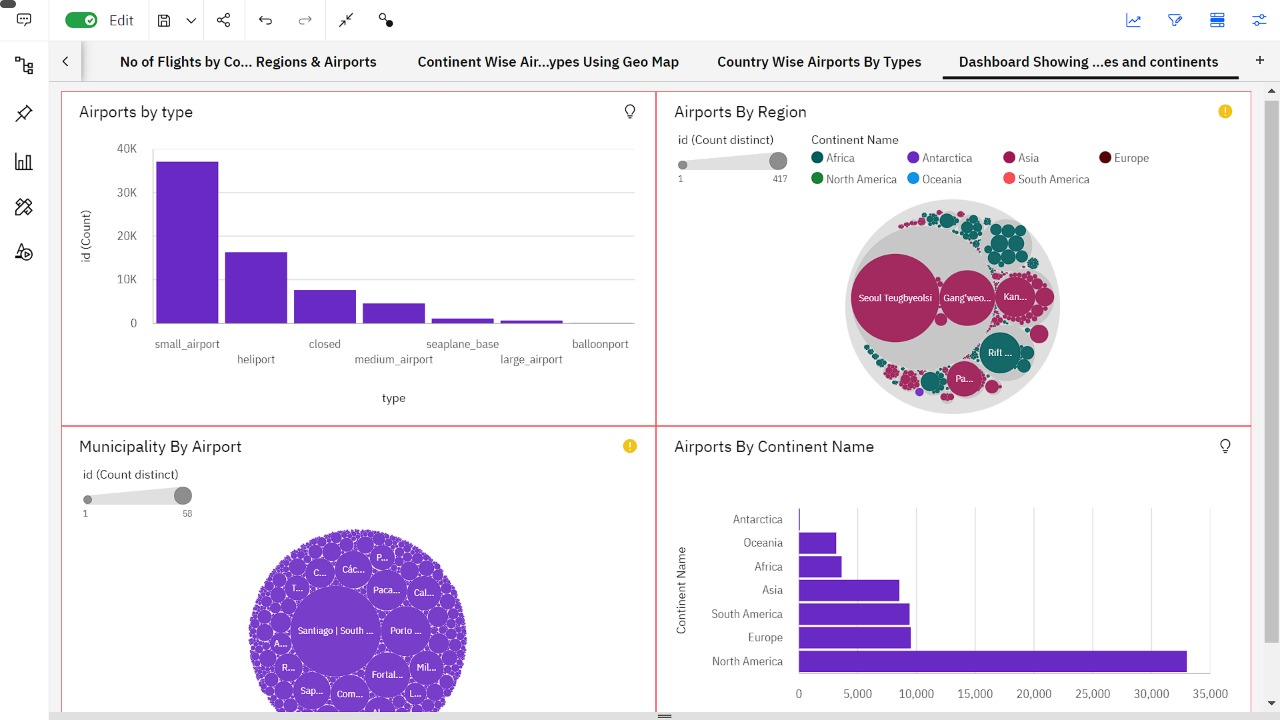 Edit
No of Flights by Co... Regions & Airports
Continent Wise Air...ypes Using Geo Map
Country Wise Airports By Types
Dashboard Showing ...es and continents
Airports by type
id (Count)
40K
30K
20K
10K
0
small_airport
heliport
closed
medium_airport
seaplane_base
large_airport
balloonport
type
Airports By Region
id (Count distinct)
1
417
Continent Name
Africa
Antarctica
Asia
Europe
North America
Oceania
South America
Seoul Teugbyeolsi
Gang'weo...
Kan...
Rift ...
Pa...
Municipality By Airport
id (Count distinct)
1
58
P...
C...
Các...
T...
Paca...
Cal...
Santiago | South ...
Porto ...
A...
R...
Fortal...
Mil...
Sap...
Com...
L...
Airports By Continent Name
Continent Name
Antarctica
Oceania
Africa
Asia
South America
Europe
North America
0
5,000
10,000
15,000
20,000
25,000
30,000
35,000